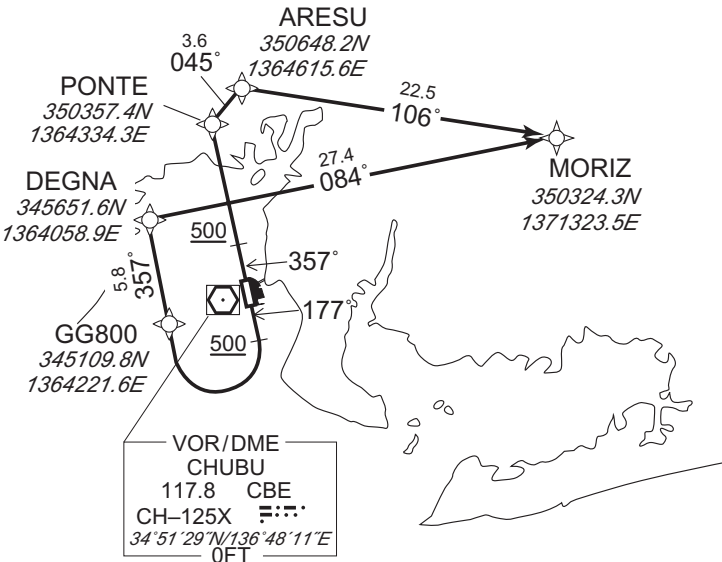 ARESU
350648.2N
1364615.6E
3.6
045°
PONTE
350357.4N
1364334.3E
22.5
106°
MORIZ
350324.3N
1371323.5E
27.4
084°
DEGNA
345651.6N
1364058.9E
500
357°
5.8
357°
177°
GG800
345109.8N
1364221.6E
500
VOR/DME
CHUBU
117.8 CBE
CH–125X
34°51´29˝N/136°48´11˝E
0FT